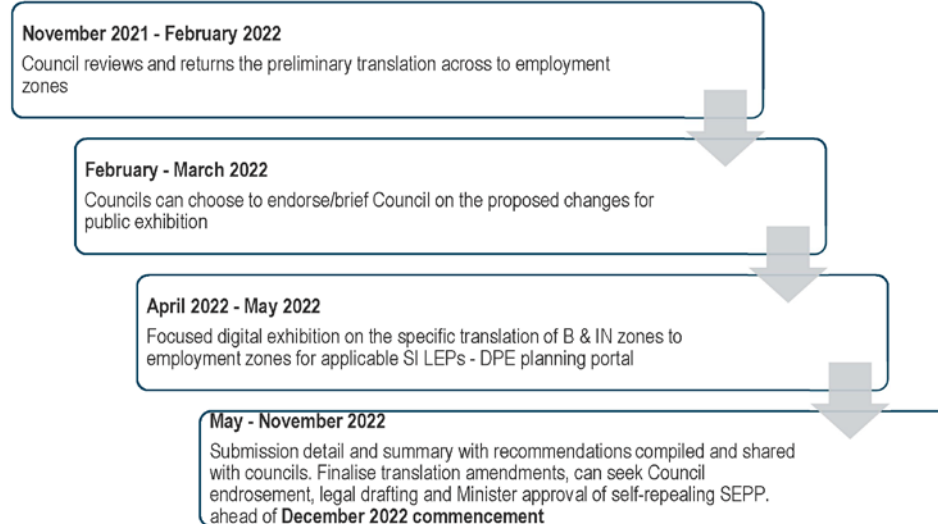 November 2021 - February 2022
Council reviews and returns the preliminary translation across to employment
zones
February - March 2022
Councils can choose to endorse/brief Council on the proposed changes for
public exhibition
April 2022 - May 2022
Focused digital exhibition on the specific translation of B & IN zones to
employment zones for applicable SI LEPs - DPE planning portal
May - November 2022
Submission detail and summary with recommendations compiled and shared
with councils. Finalise translation amendments, can seek Council
endrosement, legal drafting and Minister approval of self-repealing SEPP.
ahead of December 2022 commencement